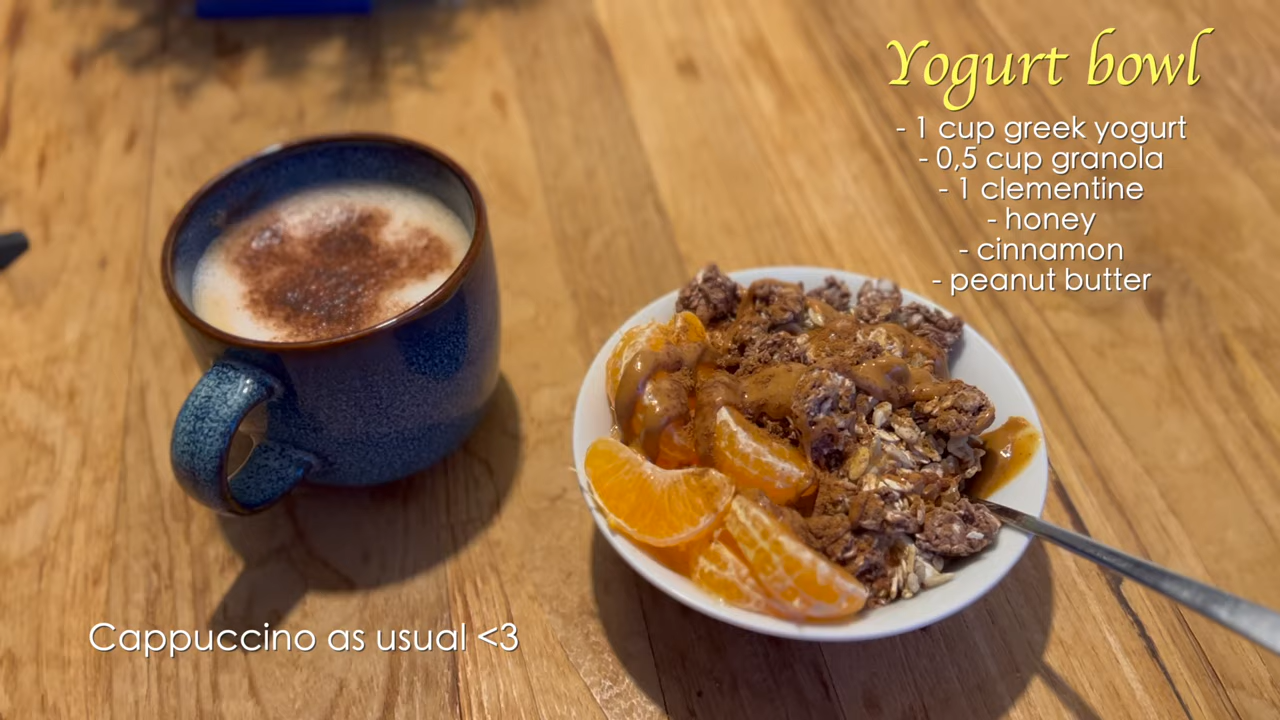 Yogurt bowl
- 1 cup greek yogurt
- 0,5 cup granola
- 1 clementine
- honey
- cinnamon
- peanut butter
Cappuccino as usual <3